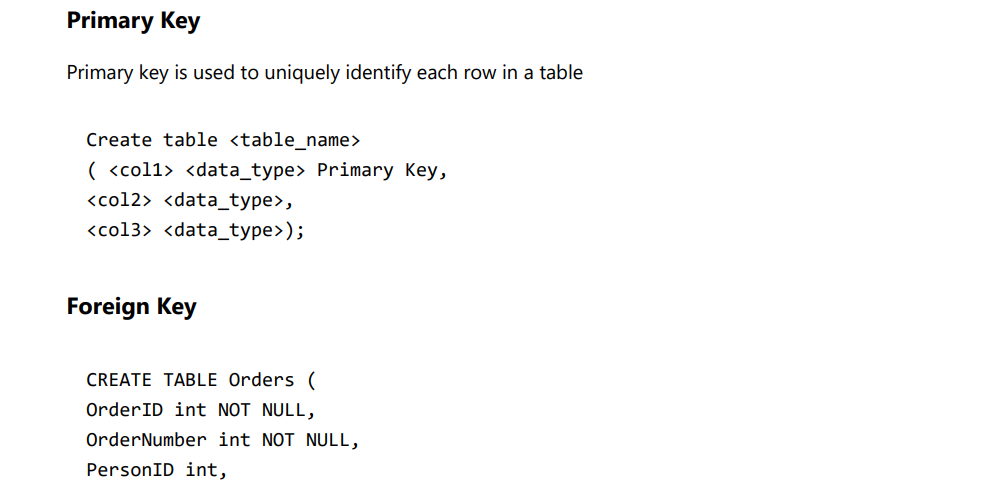 Primary Key
Primary key is used to uniquely identify each row in a table
Create table <table_name>
( <col1> <data_type> Primary Key,
<col2> <data_type>,
<col3> <data_type>);
Foreign Key
CREATE TABLE Orders (
OrderID int NOT NULL,
OrderNumber int NOT NULL,
PersonID int,